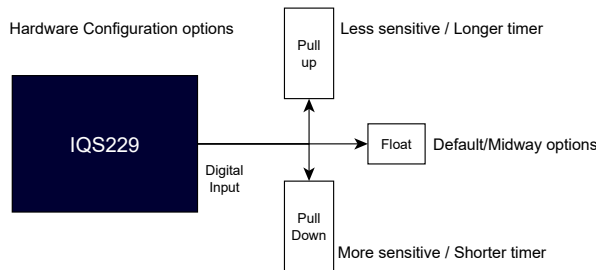 Hardware Configuration options
Less sensitive / Longer timer
Pull
up
IQS229
Float
Default/Midway options
Digital
Input
Pull
Down
More sensitive / Shorter timer